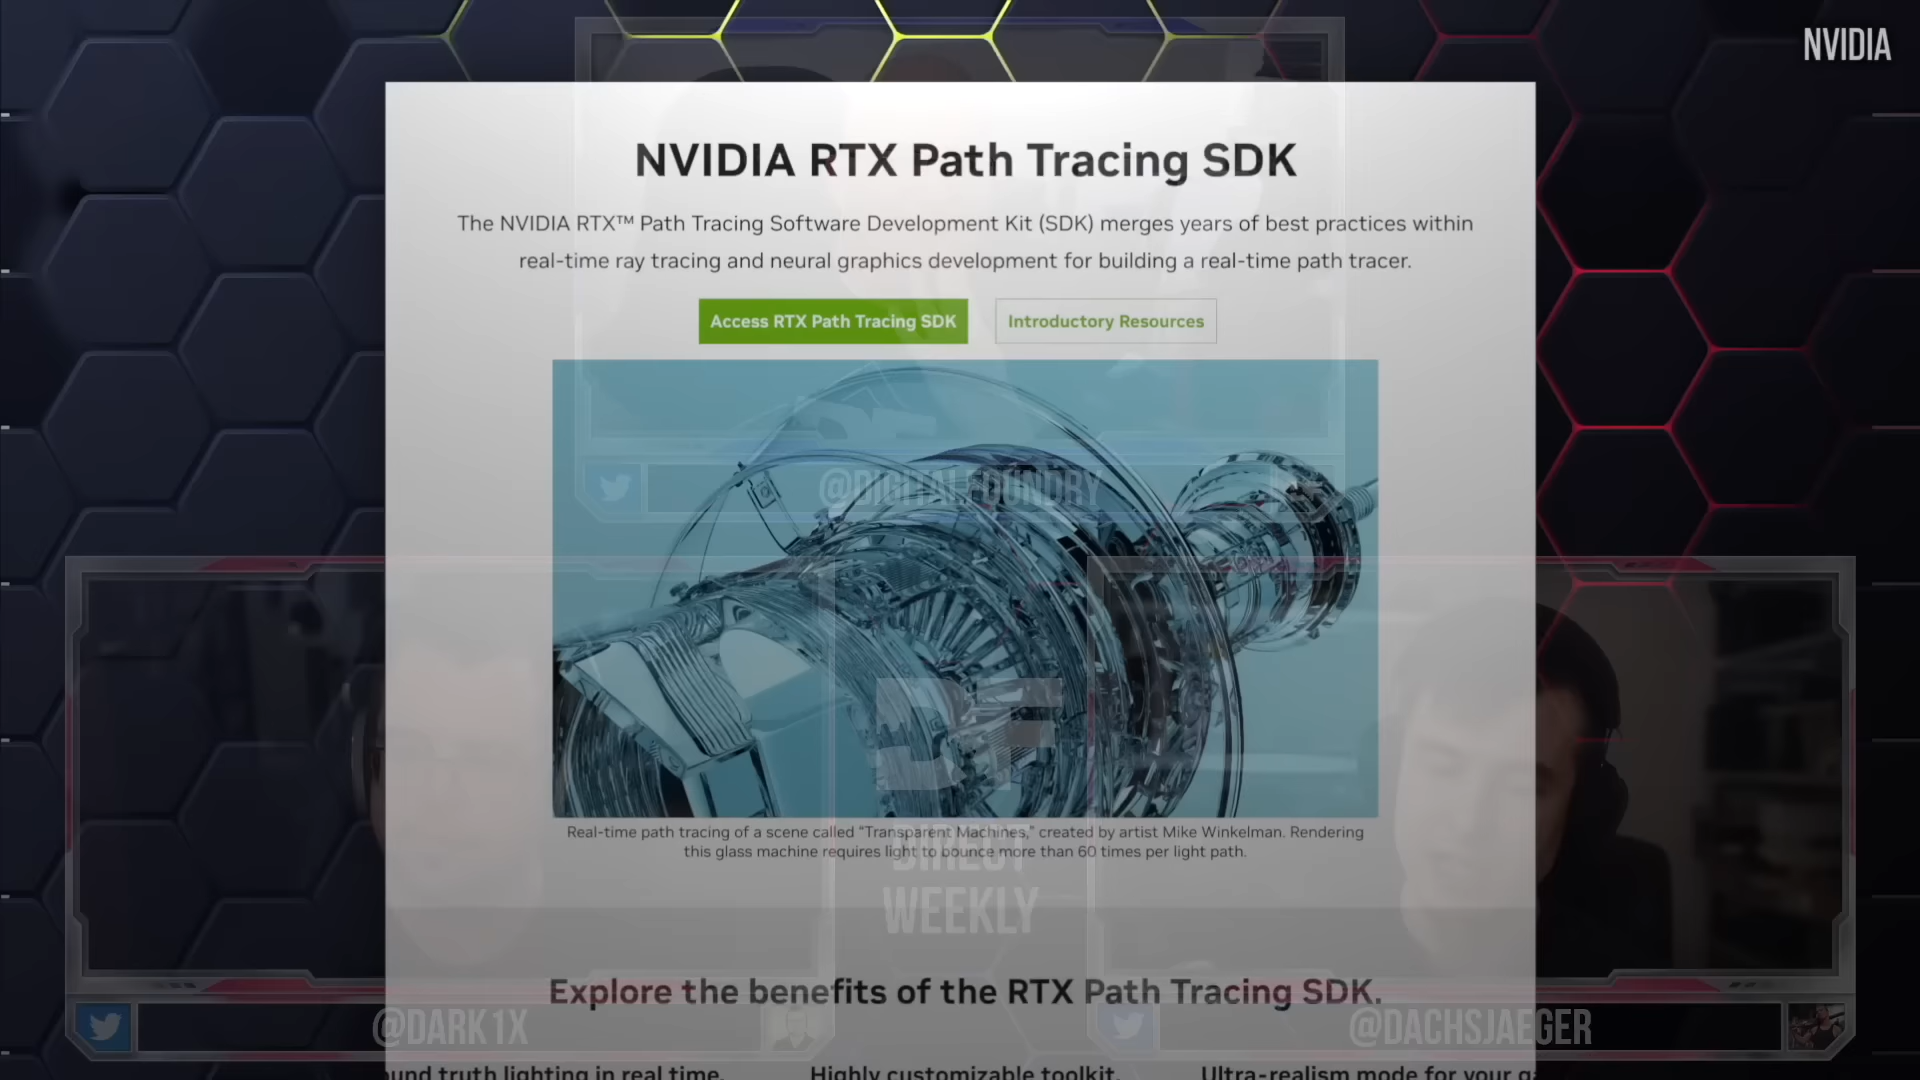 NVIDIA
NVIDIA RTX Path Tracing SDK
The NVIDIA RTX™ Path Tracing Software Development Kit (SDK) merges years of best practices within
real-time ray tracing and neural graphics development for building a real-time path tracer.
Access RTX Path Tracing SDK
Introductory Resources
@DIGITALFOUNDRY
DF
Real-time path tracing of a scene called “Transparent Machines,” created by artist Mike Winkelman. Rendering
this glass machine requires light to bounce more than 60 times per light path.
DIRECT
WEEKLY
Explore the benefits of the RTX Path Tracing SDK.
@DARK1X
@DACHSJAEGER
und truth lighting in real time.
Highly customizable toolkit.
Ultra-realism mode for your ga